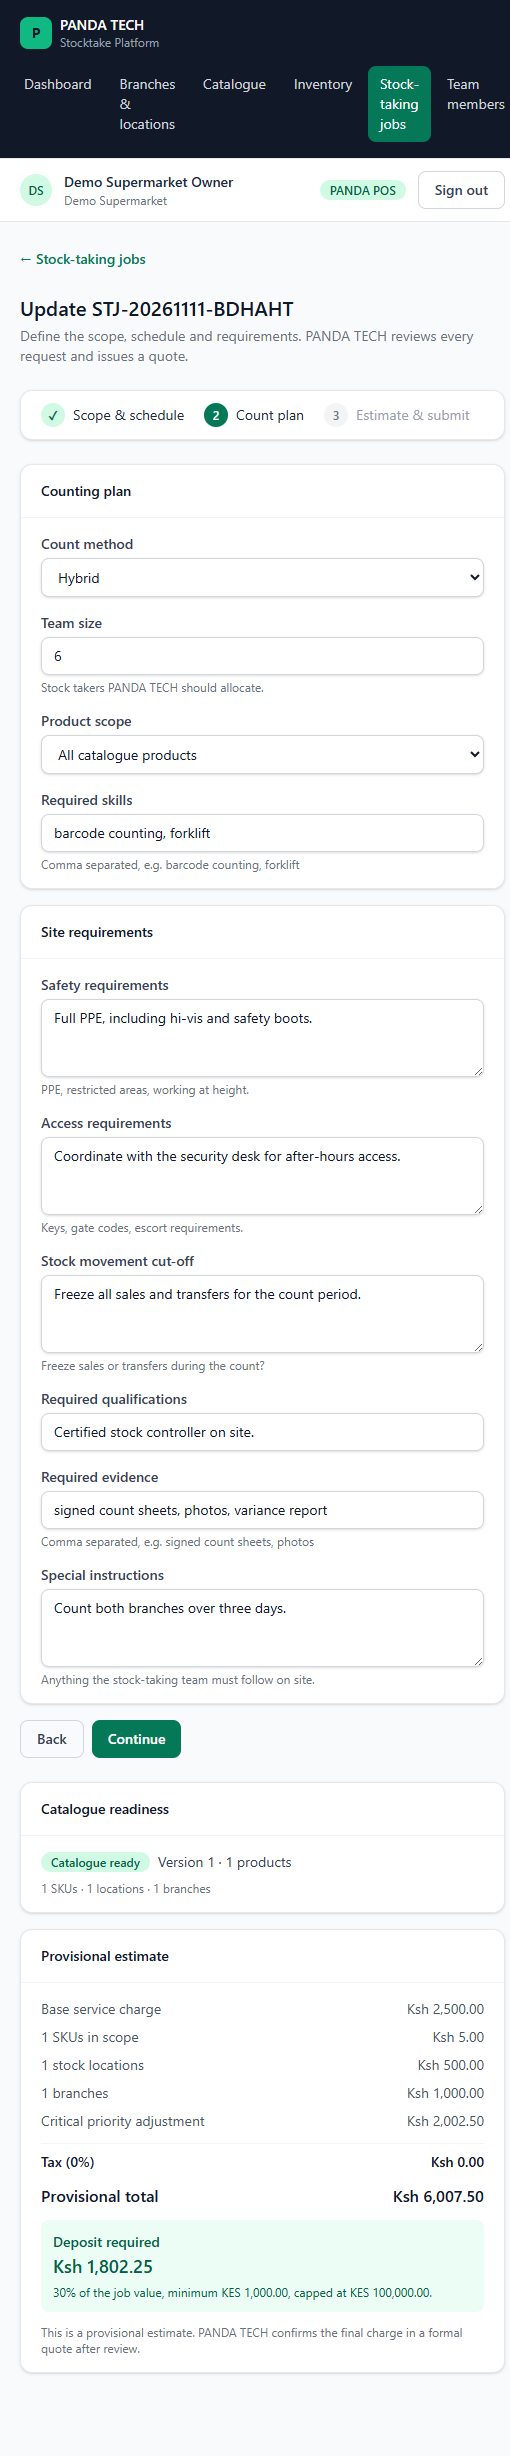 P
PANDA TECH
Stocktake Platform
Dashboard
Branches
&
locations
Catalogue
Inventory
Stock-
taking
jobs
Team
members
DS
Demo Supermarket Owner
Demo Supermarket
PANDA POS
Sign out
← Stock-taking jobs
Update STJ-20261111-BDHAHT
Define the scope, schedule and requirements. PANDA TECH reviews every
request and issues a quote.
✓ Scope & schedule
2 Count plan
3 Estimate & submit
Counting plan
Count method
Hybrid
Team size
6
Stock takers PANDA TECH should allocate.
Product scope
All catalogue products
Required skills
barcode counting, forklift
Comma separated, e.g. barcode counting, forklift
Site requirements
Safety requirements
Full PPE, including hi-vis and safety boots.
PPE, restricted areas, working at height.
Access requirements
Coordinate with the security desk for after-hours access.
Keys, gate codes, escort requirements.
Stock movement cut-off
Freeze all sales and transfers for the count period.
Freeze sales or transfers during the count?
Required qualifications
Certified stock controller on site.
Required evidence
signed count sheets, photos, variance report
Comma separated, e.g. signed count sheets, photos
Special instructions
Count both branches over three days.
Anything the stock-taking team must follow on site.
Back
Continue
Catalogue readiness
Catalogue ready Version 1 · 1 products
1 SKUs · 1 locations · 1 branches
Provisional estimate
Base service charge Ksh 2,500.00
1 SKUs in scope Ksh 5.00
1 stock locations Ksh 500.00
1 branches Ksh 1,000.00
Critical priority adjustment Ksh 2,002.50
Tax (0%) Ksh 0.00
Provisional total Ksh 6,007.50
Deposit required
Ksh 1,802.25
30% of the job value, minimum KES 1,000.00, capped at KES 100,000.00.
This is a provisional estimate. PANDA TECH confirms the final charge in a formal
quote after review.